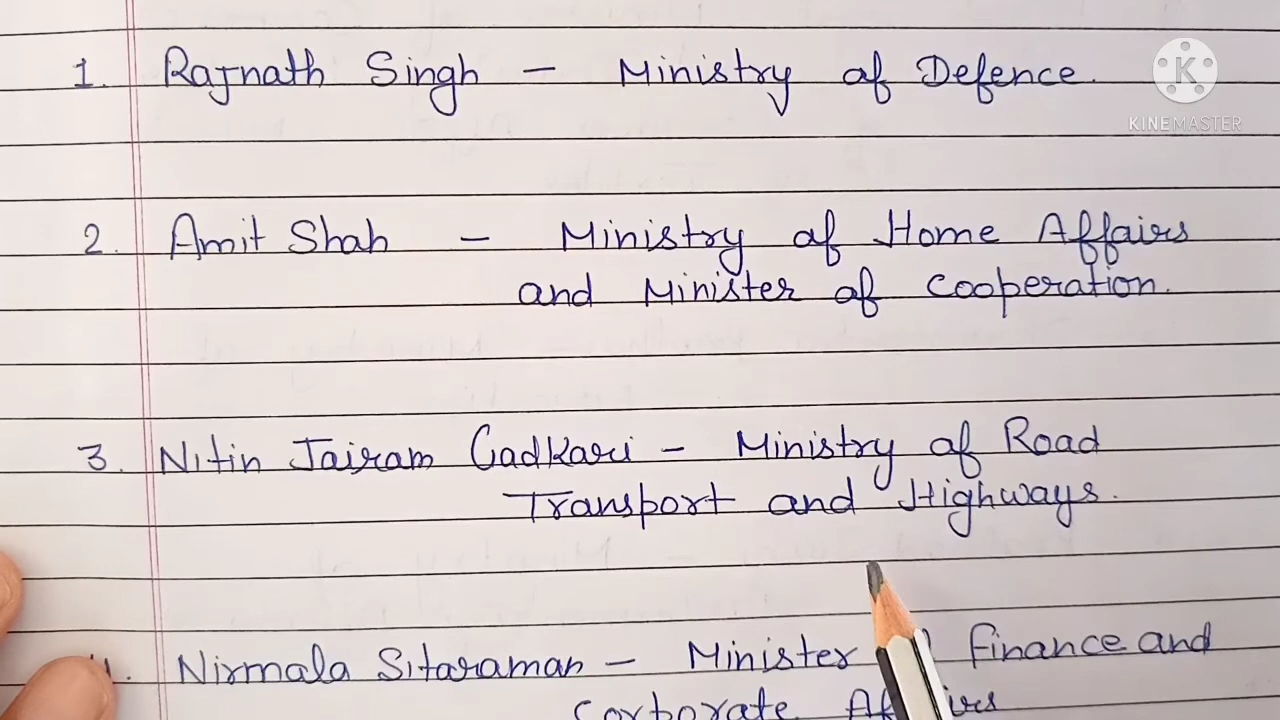 1. Rajnath Singh - Ministry of Defence.
KINEMASTER
2. Amit Shah - Ministry of Home Affairs
and Minister of Cooperation.
3. Nitin Jairam Gadkari - Ministry of Road
Transport and Highways.
Nirmala Sitaraman - Minister Finance and
Corporate